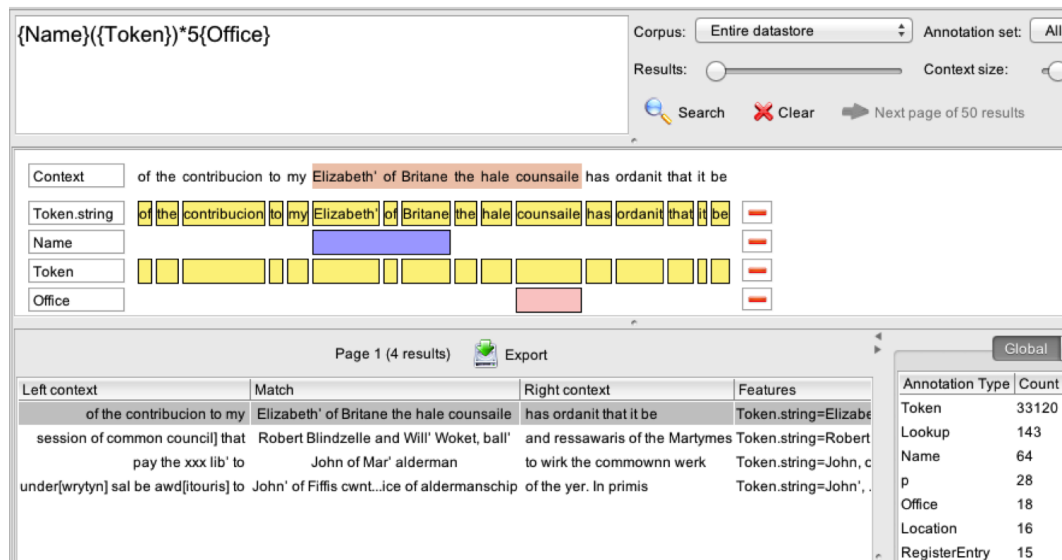 {Name}({Token})*5{Office}
Corpus: Entire datastore Annotation set: All
Results: Context size:
Search Clear Next page of 50 results
Context of the contribucion to my Elizabeth' of Britane the hale counsaile has ordanit that it be
Token.string of the contribucion to my Elizabeth' of Britane the hale counsaile has ordanit that it be
Name
Token
Office
Page 1 (4 results) Export
Global
Left context Match Right context Features
of the contribucion to my Elizabeth' of Britane the hale counsaile has ordanit that it be Token.string=Elizabe
session of common council] that Robert Blindzelle and Will' Woket, ball' and ressawaris of the Martymes Token.string=Robert
pay the xxx lib' to John of Mar' alderman to wirk the commownn werk Token.string=John, c
under[wrytyn] sal be awd[itouris] to John' of Fiffis cwnt...ice of aldermanschip of the yer. In primis Token.string=John', .
Annotation Type Count
Token 33120
Lookup 143
Name 64
p 28
Office 18
Location 16
RegisterEntry 15